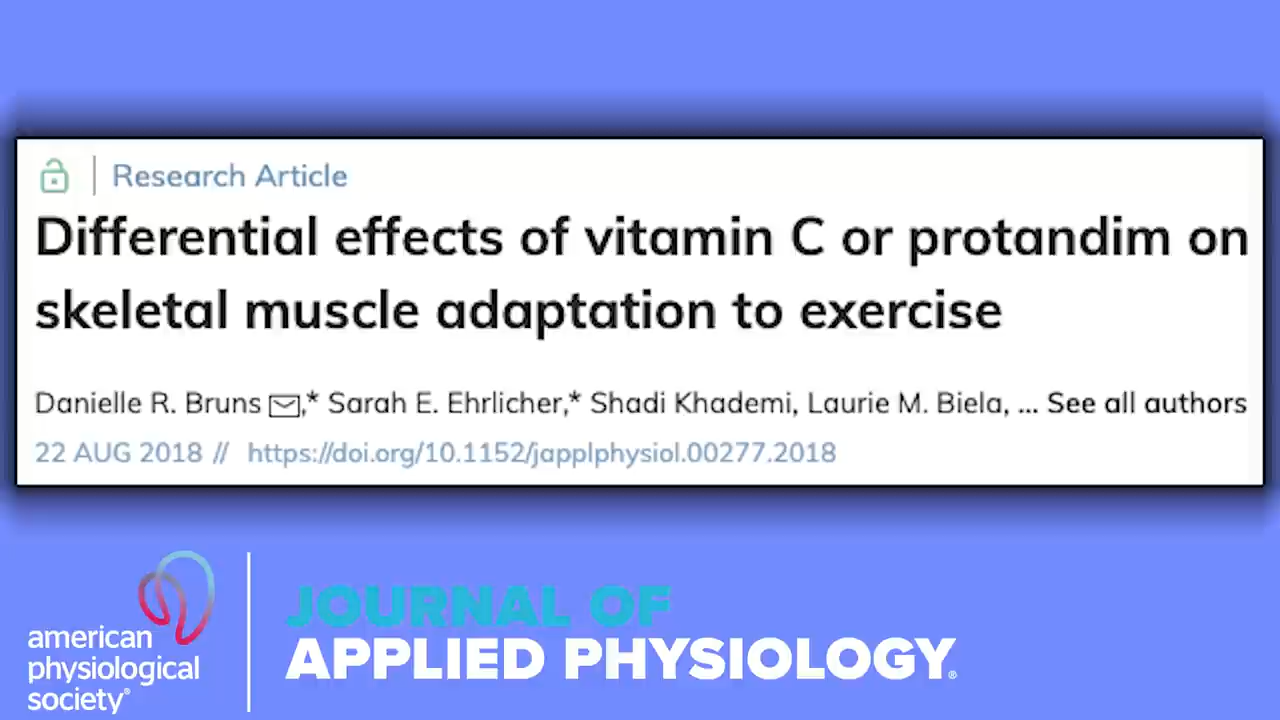 Research Article
Differential effects of vitamin C or protandim on
skeletal muscle adaptation to exercise
Danielle R. Bruns ,* Sarah E. Ehrlicher,* Shadi Khademi, Laurie M. Biela, ... See all authors
22 AUG 2018 // https://doi.org/10.1152/japplphysiol.00277.2018
american
physiological
society®
JOURNAL OF
APPLIED PHYSIOLOGY®